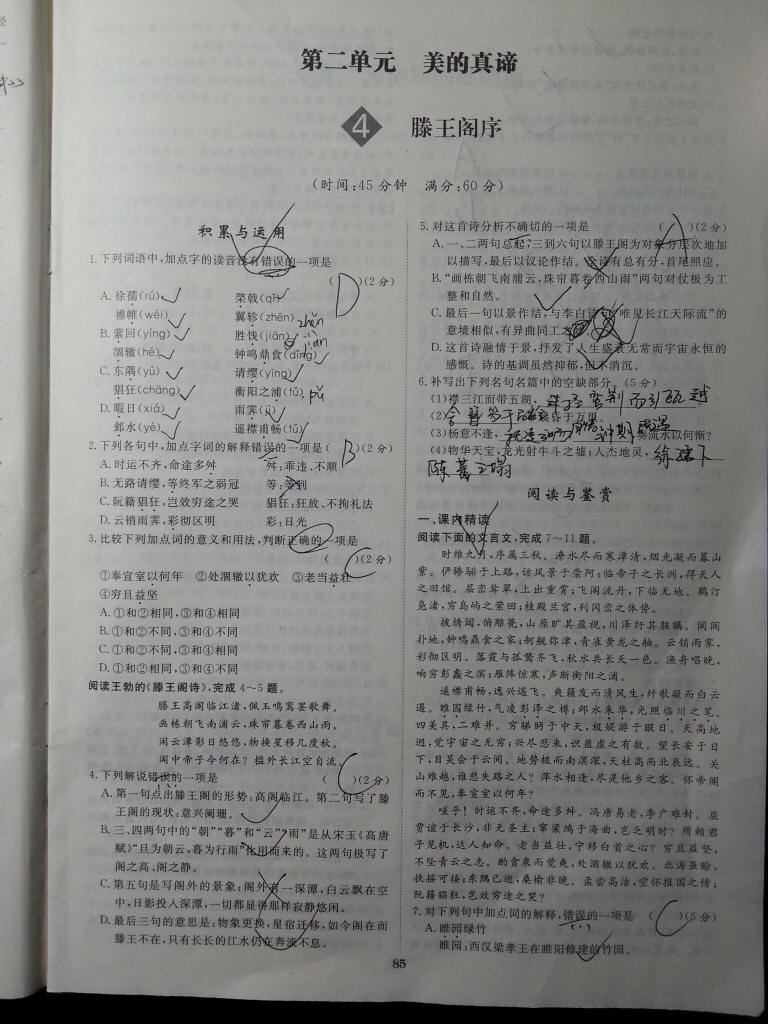 第二单元 美的真谛
4 滕王阁序
(时间:45分钟 满分:60分)
积累与运用
1.下列词语中,加点字的读音没有错误的一项是
( D )(2分)
A.徐孺(rú) 棨戟(qǐ)
襜帷(wéi) 翼轸(zhēn) zhěn
B.萦回(yíng) 胜饯(jiān) jiàn
涸辙(hé) 钟鸣鼎食(dǐng)
C.东隅(yú) 请缨(yīng)
猖狂(chāng) 衡阳之浦(fǔ) pǔ
D.暇日(xiá) 雨霁(jì)
邺水(yè) 遥襟甫畅(fǔ)
2.下列各句中,加点字词的解释错误的一项是( B )(2分)
A.时运不齐,命途多舛 舛:乖违、不顺
B.无路请缨,等终军之弱冠 等:等到
C.阮籍猖狂,岂效穷途之哭 猖狂:狂放、不拘礼法
D.云销雨霁,彩彻区明 彩:日光
3.比较下列加点词的意义和用法,判断正确的一项是
( C )(2分)
①奉宣室以何年 ②处涸辙以犹欢 ③老当益壮
④穷且益坚
A.①和②相同,③和④相同
B.①和②不同,③和④不同
C.①和②不同,③和④相同
D.①和②相同,③和④不同
阅读王勃的《滕王阁诗》,完成4~5题。
滕王高阁临江渚,佩玉鸣鸾罢歌舞。
画栋朝飞南浦云,珠帘暮卷西山雨。
闲云潭影日悠悠,物换星移几度秋。
阁中帝子今何在?槛外长江空自流。
4.下列解说错误的一项是 ( C )(2分)
A.第一句点出滕王阁的形势:高阁临江。第二句写了滕
王阁的现状:意兴阑珊。
B.三、四两句中的“朝”“暮”和“云”“雨”是从宋玉《高唐
赋》“旦为朝云,暮为行雨”化用而来的。这两句极写了
阁之高、阁之静。
C.第五句是写阁外的景象:阁外有一深潭,白云飘在空
中,日影投入深潭,一切都显得那样寂静悠闲。
D.最后三句的意思是:物象更换,星宿迁移,如今阁在而
滕王不在,只有长长的江水仍在奔流不息。
5.对这首诗分析不确切的一项是 ( A )(2分)
A.一、二两句总起,三到六句以滕王阁为对象分层次地加
以描写,最后以议论作结。全诗有总有分,首尾照应。
B.“画栋朝飞南浦云,珠帘暮卷西山雨”两句对仗极为工
整和自然。
C.最后一句以景作结,与李白诗句“唯见长江天际流”的
意境相似,有异曲同工之
D.这首诗融情于景,抒发了人生盛衰无常而宇宙永恒的
感慨。诗的基调虽然抑郁,但不消沉。
6.补写出下列名句名篇中的空缺部分。(5分)
(1)襟三江而带五湖, 控蛮荆而引瓯越
(2) 晨昏于万里。
(3)杨意不逢, 奏流水以何惭?
(4)物华天宝,龙光射牛斗之墟;人杰地灵, 徐孺下
陈蕃之榻
阅读与鉴赏
一、课内精读
阅读下面的文言文,完成7~11题。
时维九月,序属三秋。潦水尽而寒潭清,烟光凝而暮山
紫。俨骖騑于上路,访风景于崇阿;临帝子之长洲,得天人
之旧馆。层峦耸翠,上出重霄;飞阁流丹,下临无地。鹤汀
凫渚,穷岛屿之萦回;桂殿兰宫,列冈峦之体势。
披绣闼,俯雕甍,山原旷其盈视,川泽纡其骇瞩。闾阎
扑地,钟鸣鼎食之家;舸舰弥津,青雀黄龙之舳。云销雨霁,
彩彻区明。落霞与孤鹜齐飞,秋水共长天一色。渔舟唱晚,
响穷彭蠡之滨;雁阵惊寒,声断衡阳之浦。
遥襟甫畅,逸兴遄飞。爽籁发而清风生,纤歌凝而白云
遏。睢园绿竹,气凌彭泽之樽;邺水朱华,光照临川之笔。
四美具,二难并。穷睇眄于中天,极娱游于暇日。天高地
迥,觉宇宙之无穷;兴尽悲来,识盈虚之有数。望长安于日
下,目吴会于云间。地势极而南溟深,天柱高而北辰远。关
山难越,谁悲失路之人?萍水相逢,尽是他乡之客。怀帝阍
而不见,奉宣室以何年?
嗟乎!时运不齐,命途多舛。冯唐易老,李广难封。屈
贾谊于长沙,非无圣主;窜梁鸿于海曲,岂乏明时?所赖君
子见机,达人知命。老当益壮,宁移白首之心?穷且益坚,
不坠青云之志。酌贪泉而觉爽,处涸辙以犹欢。北海虽赊,
扶摇可接;东隅已逝,桑榆非晚。孟尝高洁,空怀报国之情;
阮籍猖狂,岂效穷途之哭?
7.对下列句中加点词的解释,错误的一项是 ( C )(5分)
A.睢园绿竹
睢园:西汉梁孝王在睢阳修建的竹园。
85